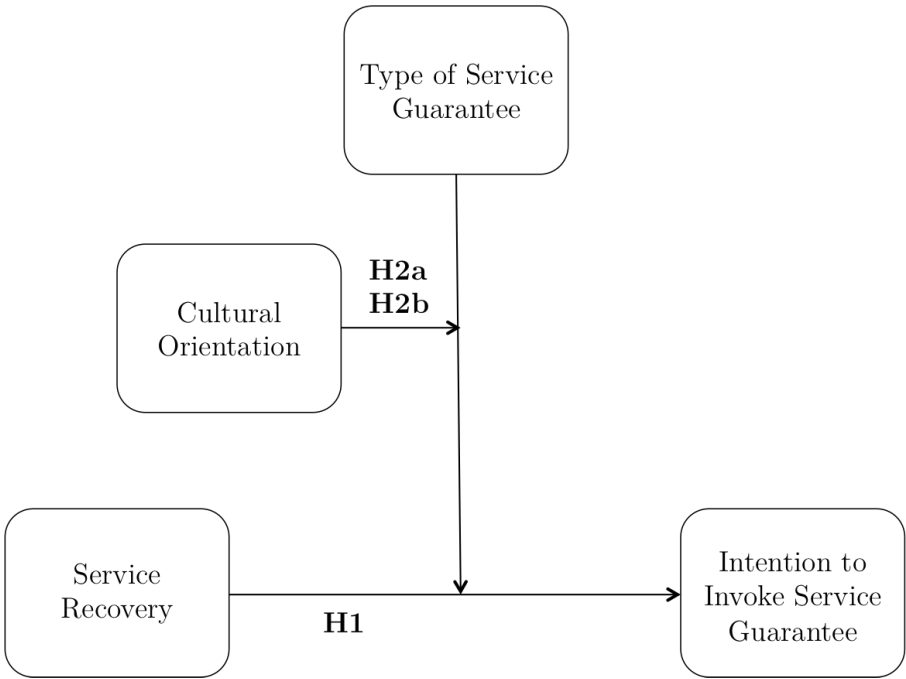 Type of Service
Guarantee
H2a
H2b
Cultural
Orientation
Service
Recovery
H1
Intention to
Invoke Service
Guarantee